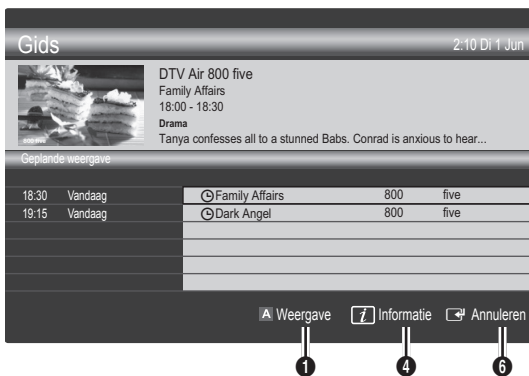 Gids 2:10 Di 1 Jun
DTV Air 800 five
Family Affairs
18:00 - 18:30
Drama
Tanya confesses all to a stunned Babs. Conrad is anxious to hear...
800 five
Geplande weergave
18:30 Vandaag Family Affairs 800 five
19:15 Vandaag Dark Angel 800 five
A Weergave i Informatie Annuleren
1 4 6